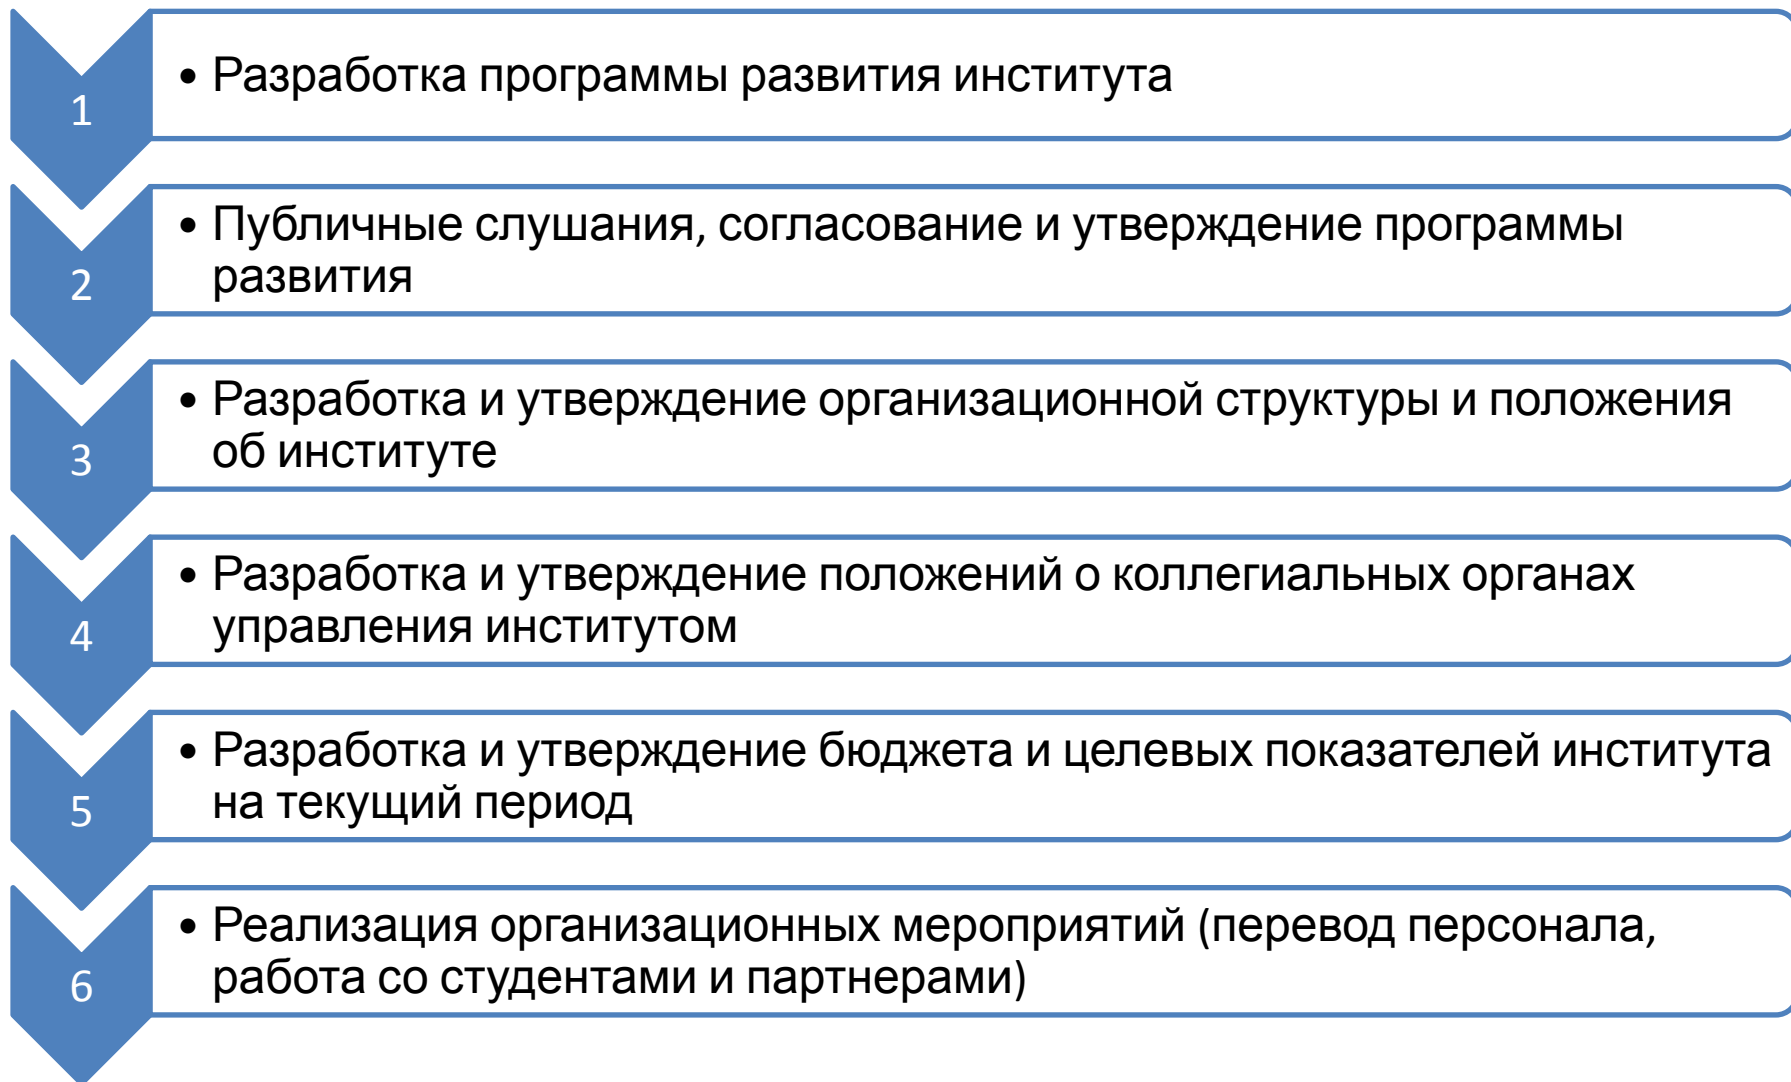 1
• Разработка программы развития института
2
• Публичные слушания, согласование и утверждение программы
развития
3
• Разработка и утверждение организационной структуры и положения
об институте
4
• Разработка и утверждение положений о коллегиальных органах
управления институтом
5
• Разработка и утверждение бюджета и целевых показателей института
на текущий период
6
• Реализация организационных мероприятий (перевод персонала,
работа со студентами и партнерами)